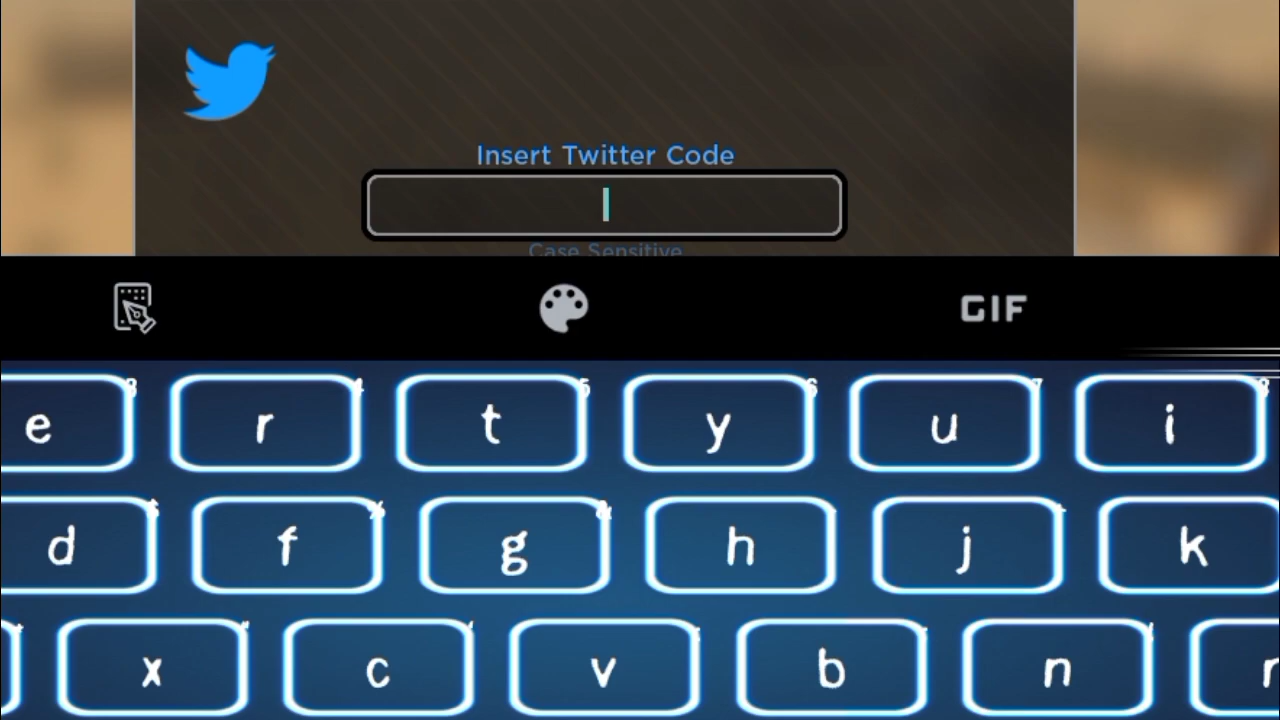 Insert Twitter Code
Case Sensitive
GIF
e r t y u i
d f g h j k
x c v b n